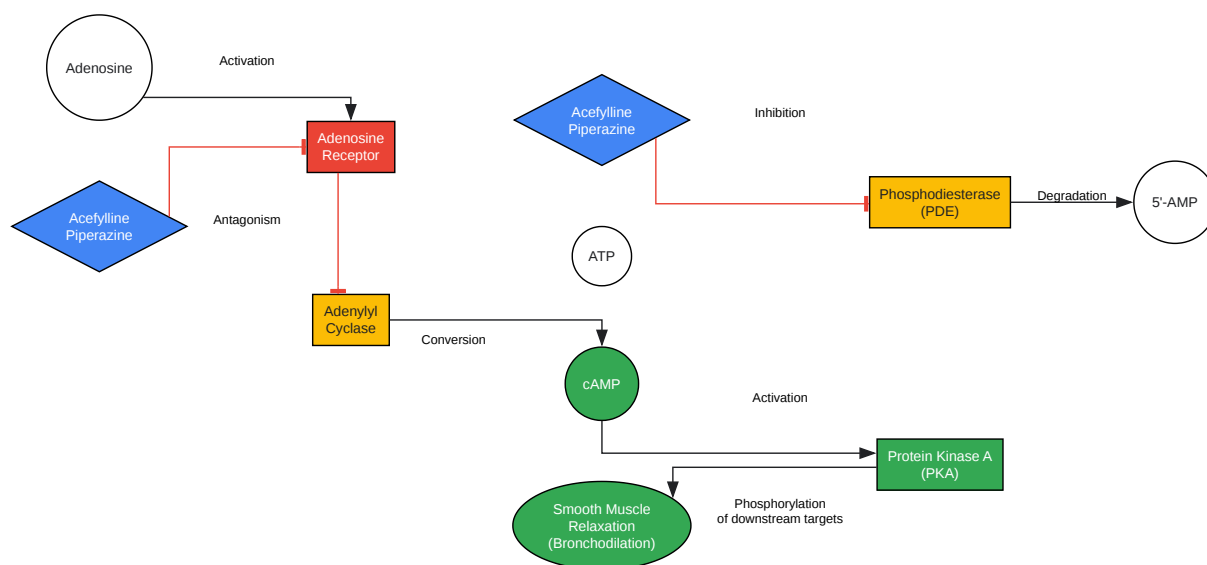 Adenosine
Activation
Adenosine
Receptor
Acefylline
Piperazine
Antagonism
Acefylline
Piperazine
Inhibition
Phosphodiesterase
(PDE)
Degradation
5'-AMP
ATP
Adenylyl
Cyclase
Conversion
cAMP
Activation
Protein Kinase A
(PKA)
Phosphorylation
of downstream targets
Smooth Muscle
Relaxation
(Bronchodilation)